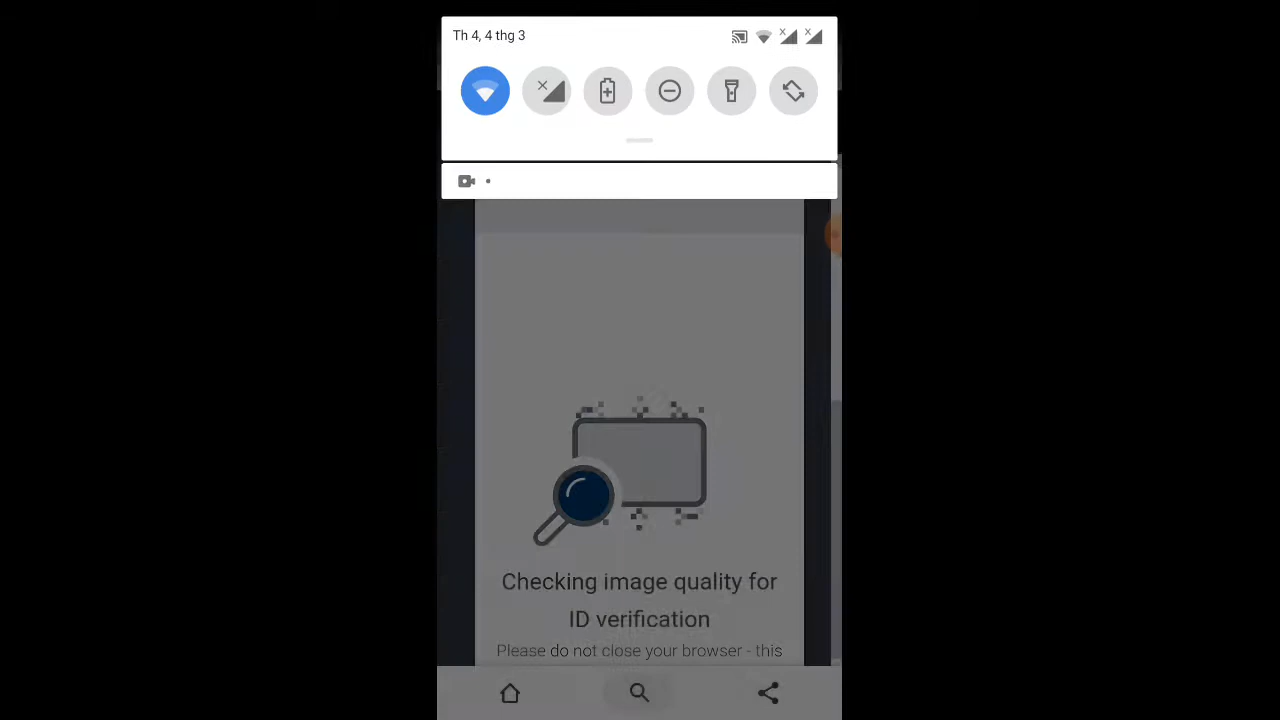 Th 4, 4 thg 3
Checking image quality for
ID verification
Please do not close your browser - this